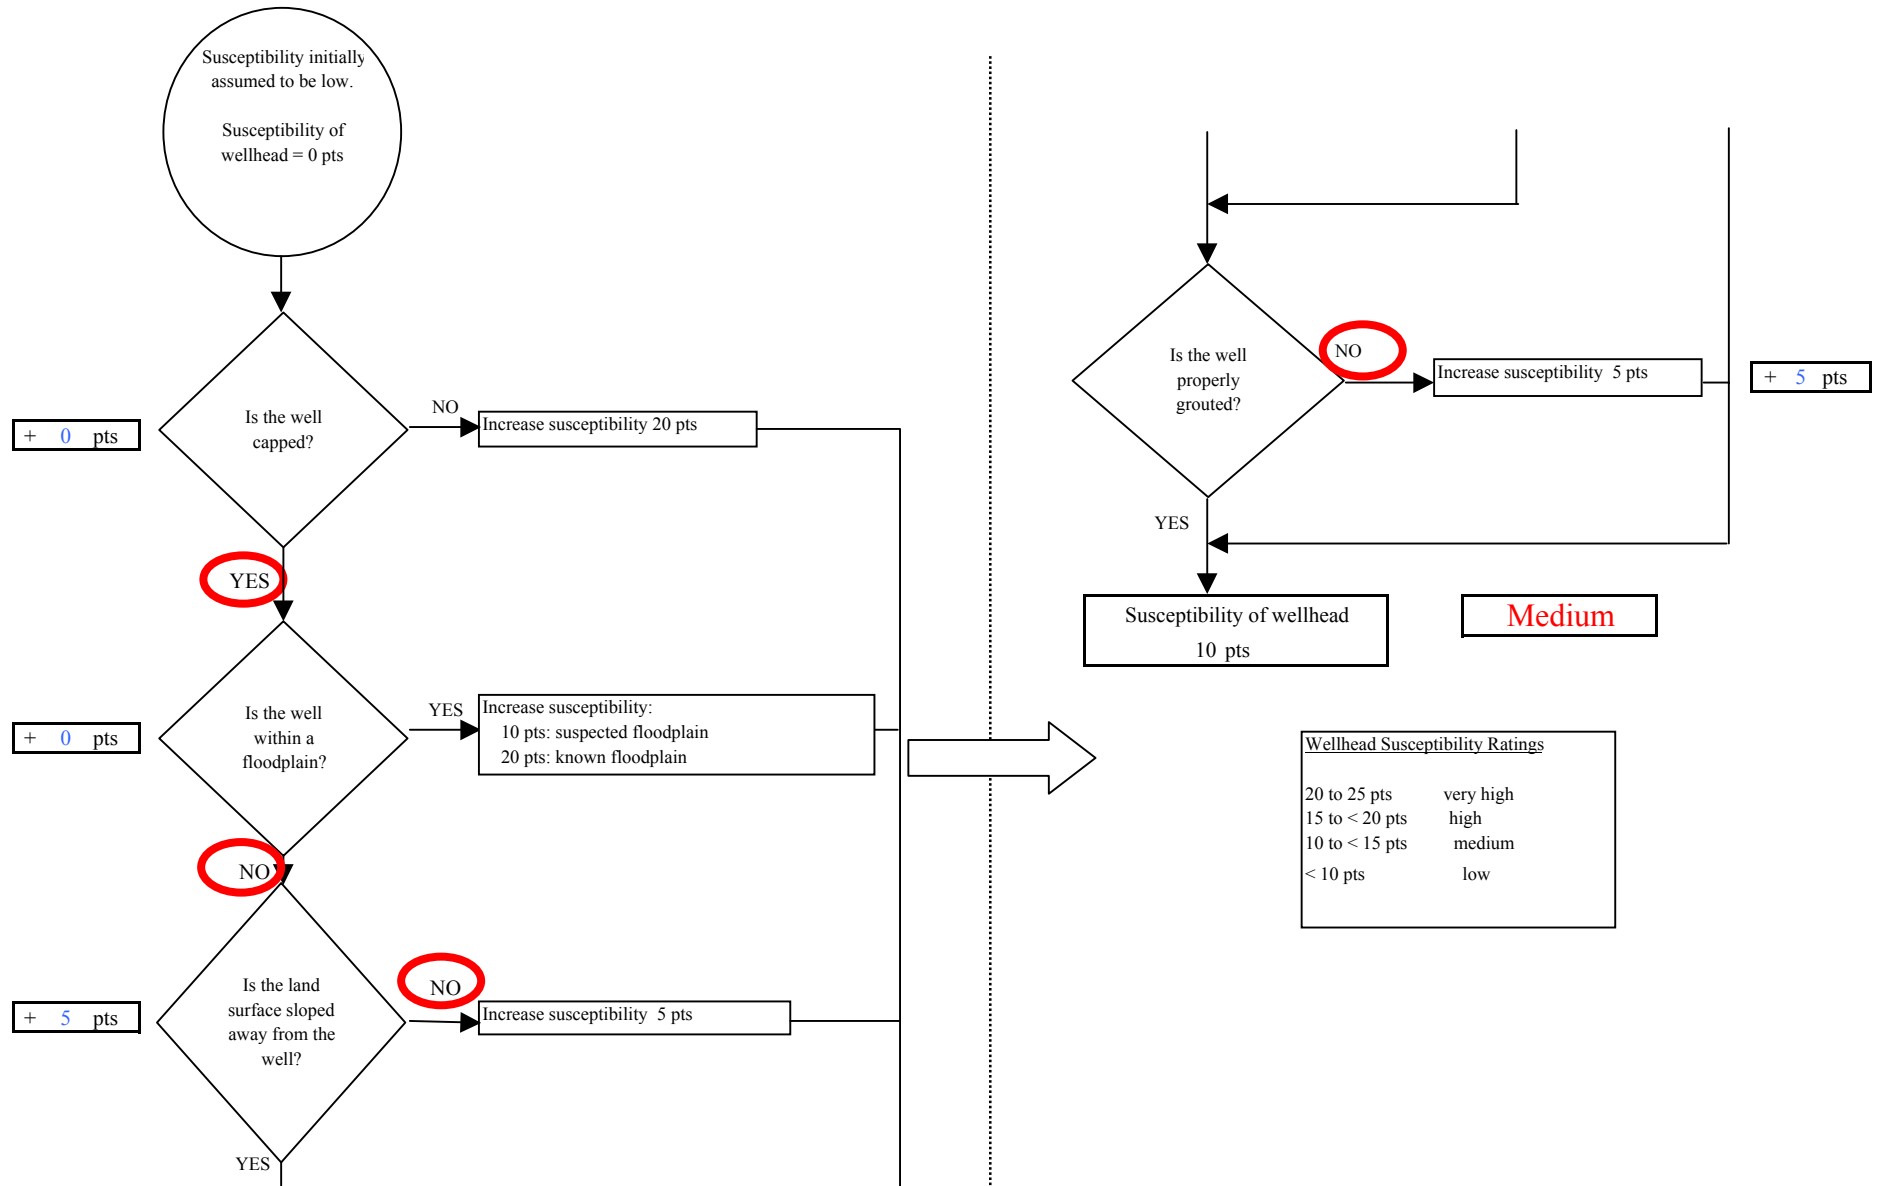 Susceptibility initially
assumed to be low.
Susceptibility of
wellhead = 0 pts
Is the well
capped?
NO
Increase susceptibility 20 pts
+ 0 pts
YES
Is the well
within a
floodplain?
YES
Increase susceptibility:
10 pts: suspected floodplain
20 pts: known floodplain
+ 0 pts
NO
Is the land
surface sloped
away from the
well?
NO
Increase susceptibility 5 pts
+ 5 pts
YES
Is the well
properly
grouted?
NO
Increase susceptibility 5 pts
+ 5 pts
YES
Susceptibility of wellhead
10 pts
Medium
Wellhead Susceptibility Ratings
20 to 25 pts very high
15 to < 20 pts high
10 to < 15 pts medium
< 10 pts low